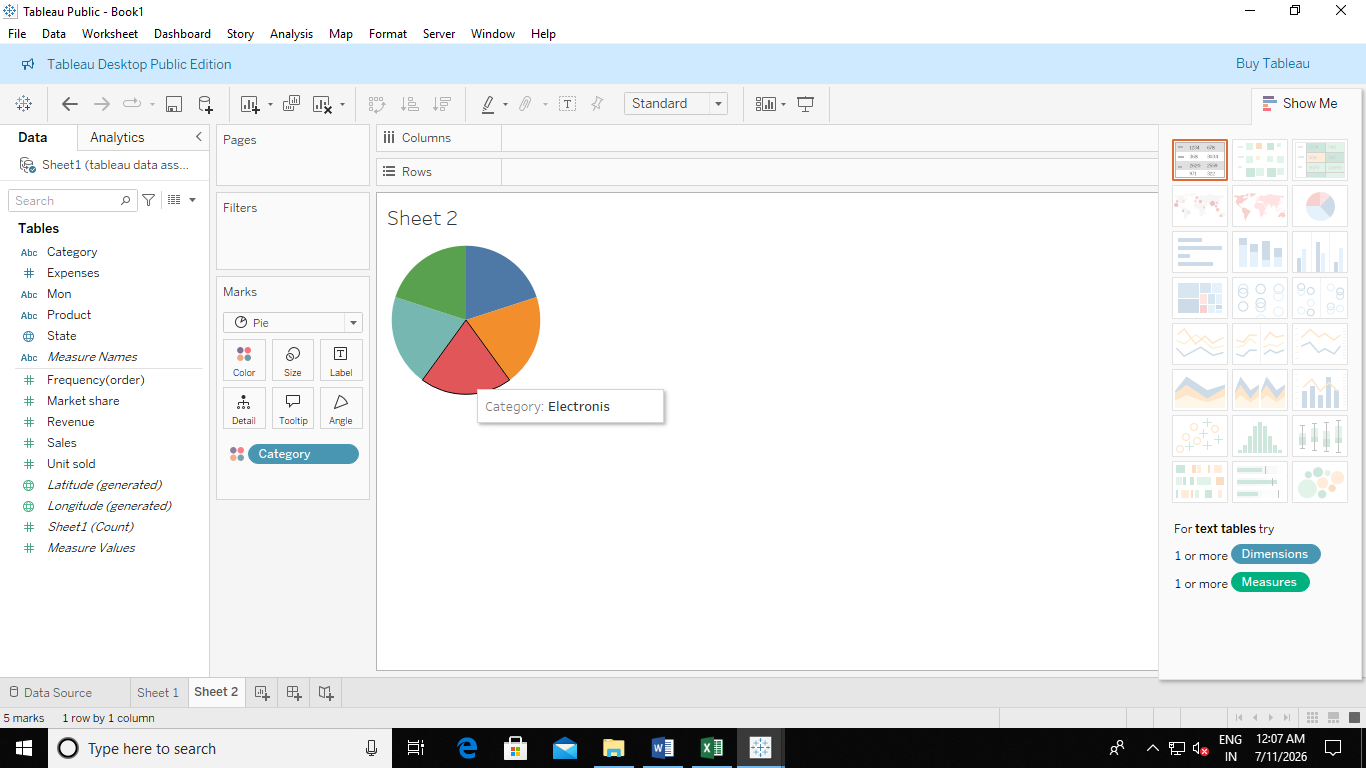 Tableau Public - Book1
File Data Worksheet Dashboard Story Analysis Map Format Server Window Help
Tableau Desktop Public Edition Buy Tableau
Standard Show Me
Data Analytics
Sheet1 (tableau data ass...
Search
Tables
Abc Category
Expenses
Abc Mon
Abc Product
State
Abc Measure Names
Frequency(order)
Market share
Revenue
Sales
Unit sold
Latitude (generated)
Longitude (generated)
Sheet1 (Count)
Measure Values
Pages
Filters
Marks
Pie
Color Size Label
Detail Tooltip Angle
Category
Columns
Rows
Sheet 2
Category: Electronis
For text tables try
1 or more Dimensions
1 or more Measures
Data Source Sheet 1 Sheet 2
5 marks 1 row by 1 column
Type here to search
ENG
IN
12:07 AM
7/11/2026